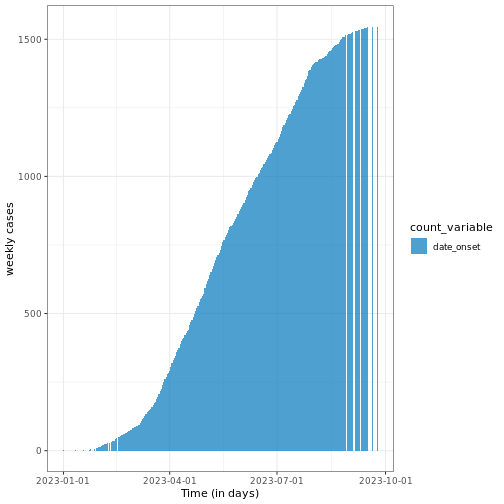 1500
1000
500
0
weekly cases
2023-01-01 2023-04-01 2023-07-01 2023-10-01
Time (in days)
count_variable
date_onset